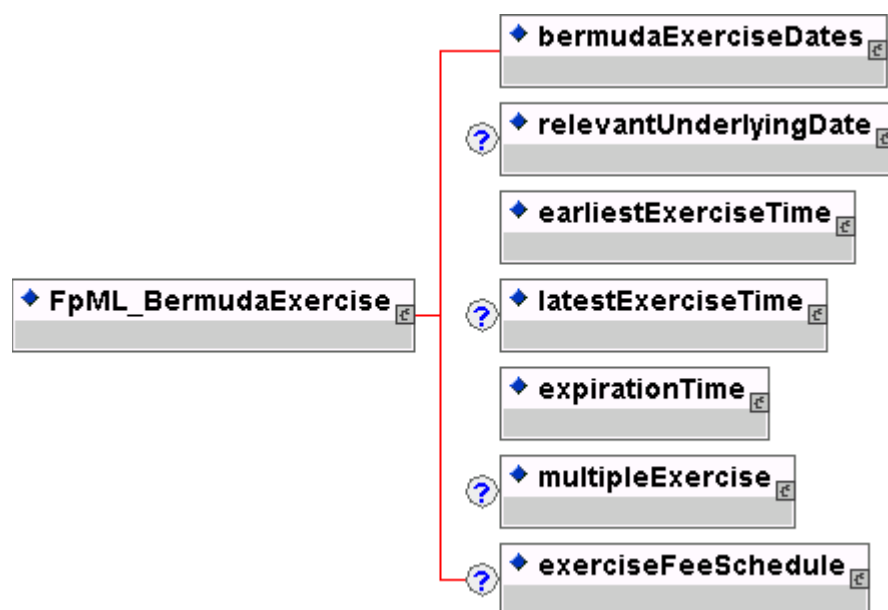 bermudaExerciseDates
? relevantUnderlyingDate
earliestExerciseTime
FpML_BermudaExercise
? latestExerciseTime
expirationTime
? multipleExercise
? exerciseFeeSchedule